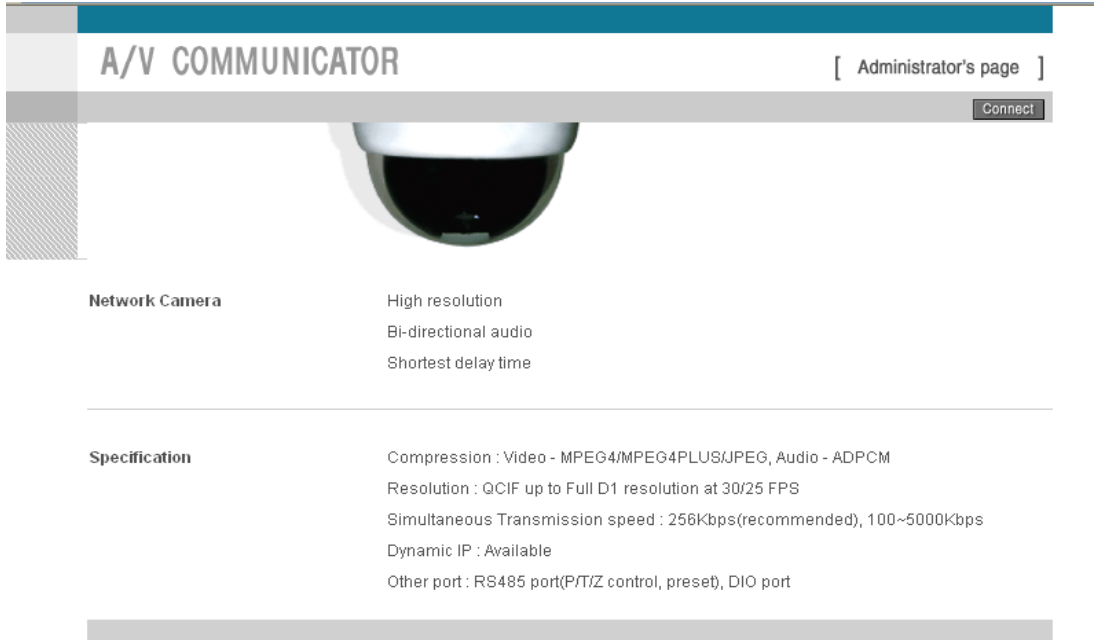 A/V COMMUNICATOR
[ Administrator's page ]
Connect
Network Camera
High resolution
Bi-directional audio
Shortest delay time
Specification
Compression : Video - MPEG4/MPEG4PLUS/JPEG, Audio - ADPCM
Resolution : QCIF up to Full D1 resolution at 30/25 FPS
Simultaneous Transmission speed : 256Kbps(recommended), 100~5000Kbps
Dynamic IP : Available
Other port : RS485 port(P/T/Z control, preset), DIO port